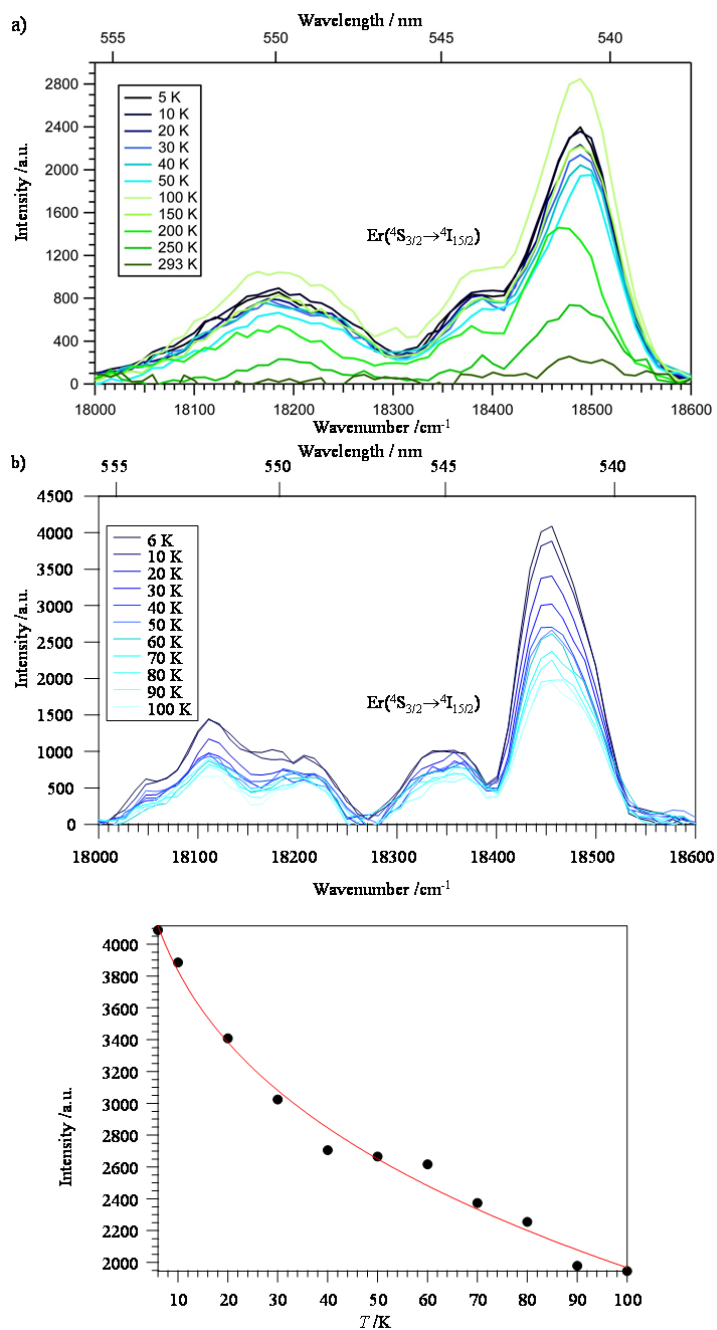 a)
Wavelength / nm
555 550 545 540
2800
2400
2000
1600
1200
800
400
0
Intensity /a.u.
5 K
10 K
20 K
30 K
40 K
50 K
100 K
150 K
200 K
250 K
293 K
Er(⁴S3/2→⁴I15/2)
18000 18100 18200 18300 18400 18500 18600
Wavenumber /cm⁻¹
b)
Wavelength / nm
555 550 545 540
4500
4000
3500
3000
2500
2000
1500
1000
500
0
Intensity /a.u.
6 K
10 K
20 K
30 K
40 K
50 K
60 K
70 K
80 K
90 K
100 K
Er(⁴S3/2→⁴I15/2)
18000 18100 18200 18300 18400 18500 18600
Wavenumber /cm⁻¹
4000
3800
3600
3400
3200
3000
2800
2600
2400
2200
2000
Intensity /a.u.
10 20 30 40 50 60 70 80 90 100
T /K